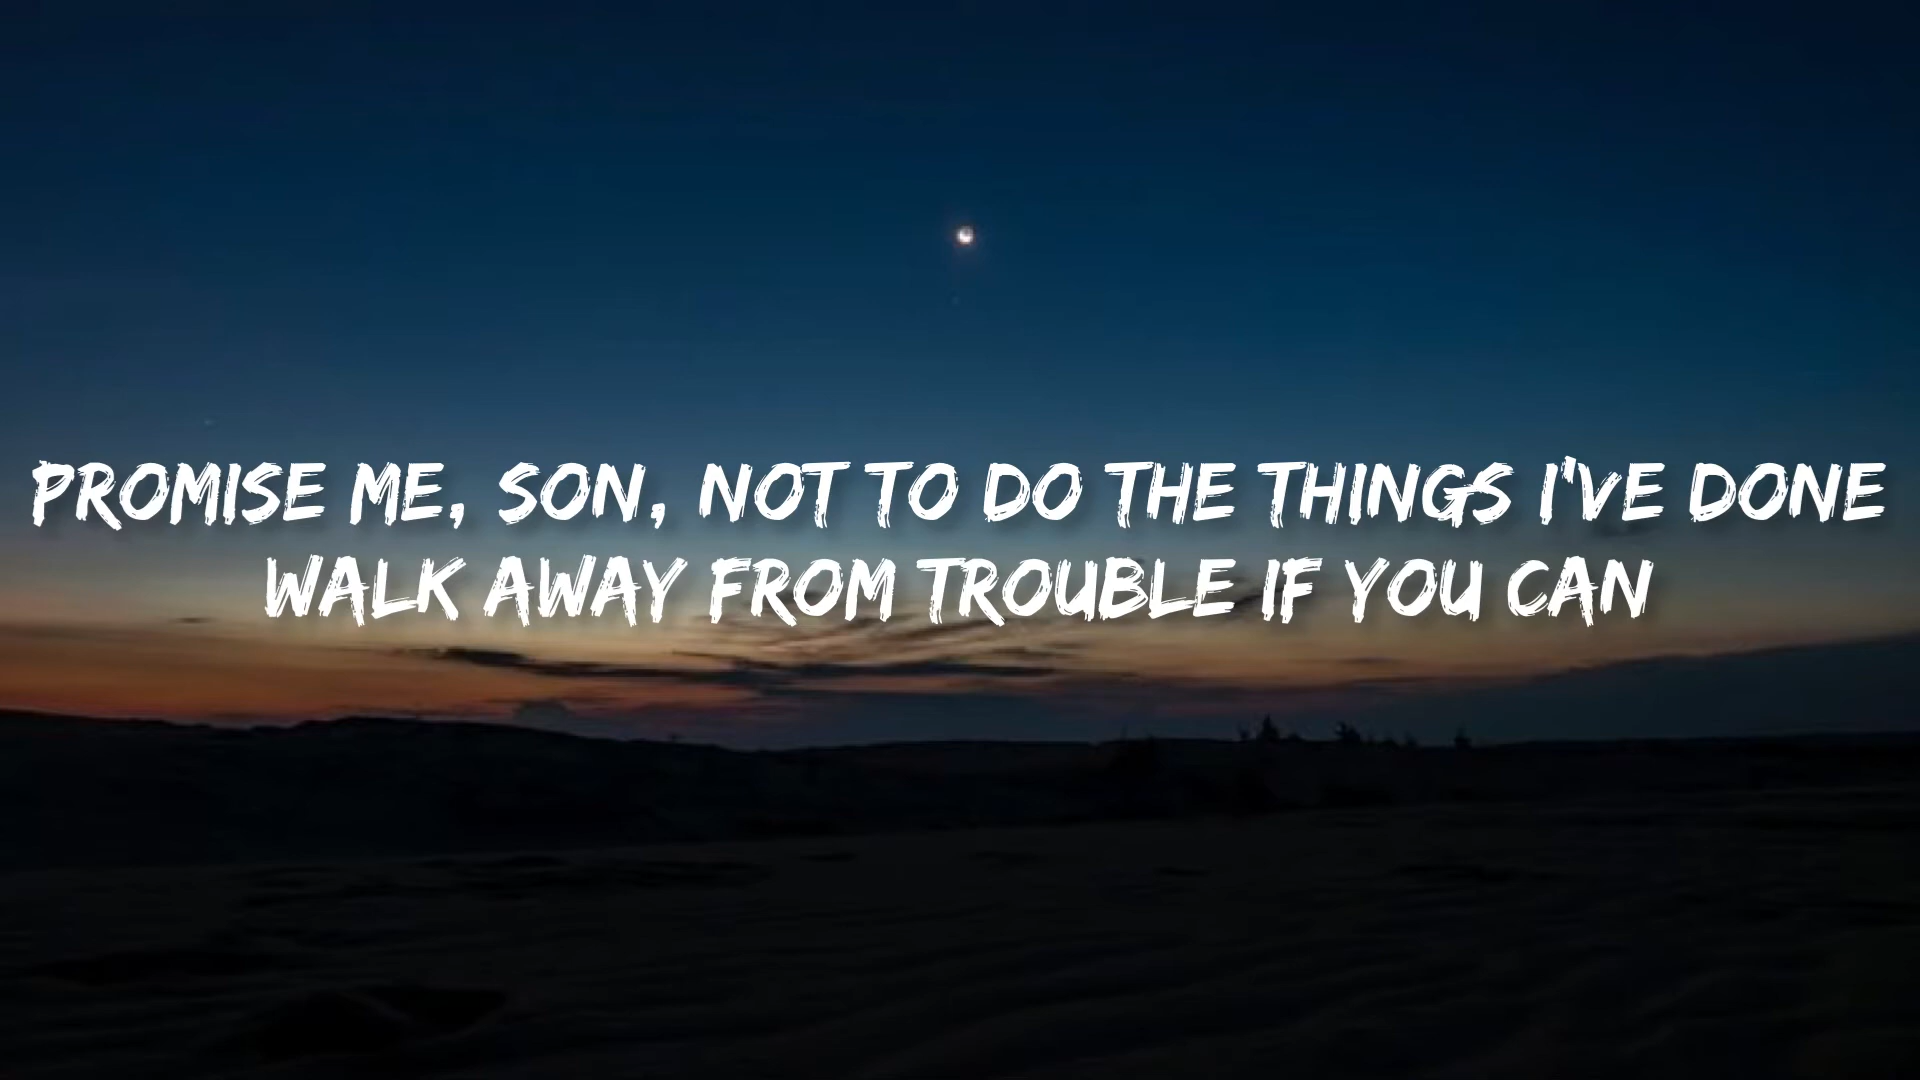 PROMISE ME, SON, NOT TO DO THE THINGS I'VE DONE
WALK AWAY FROM TROUBLE IF YOU CAN